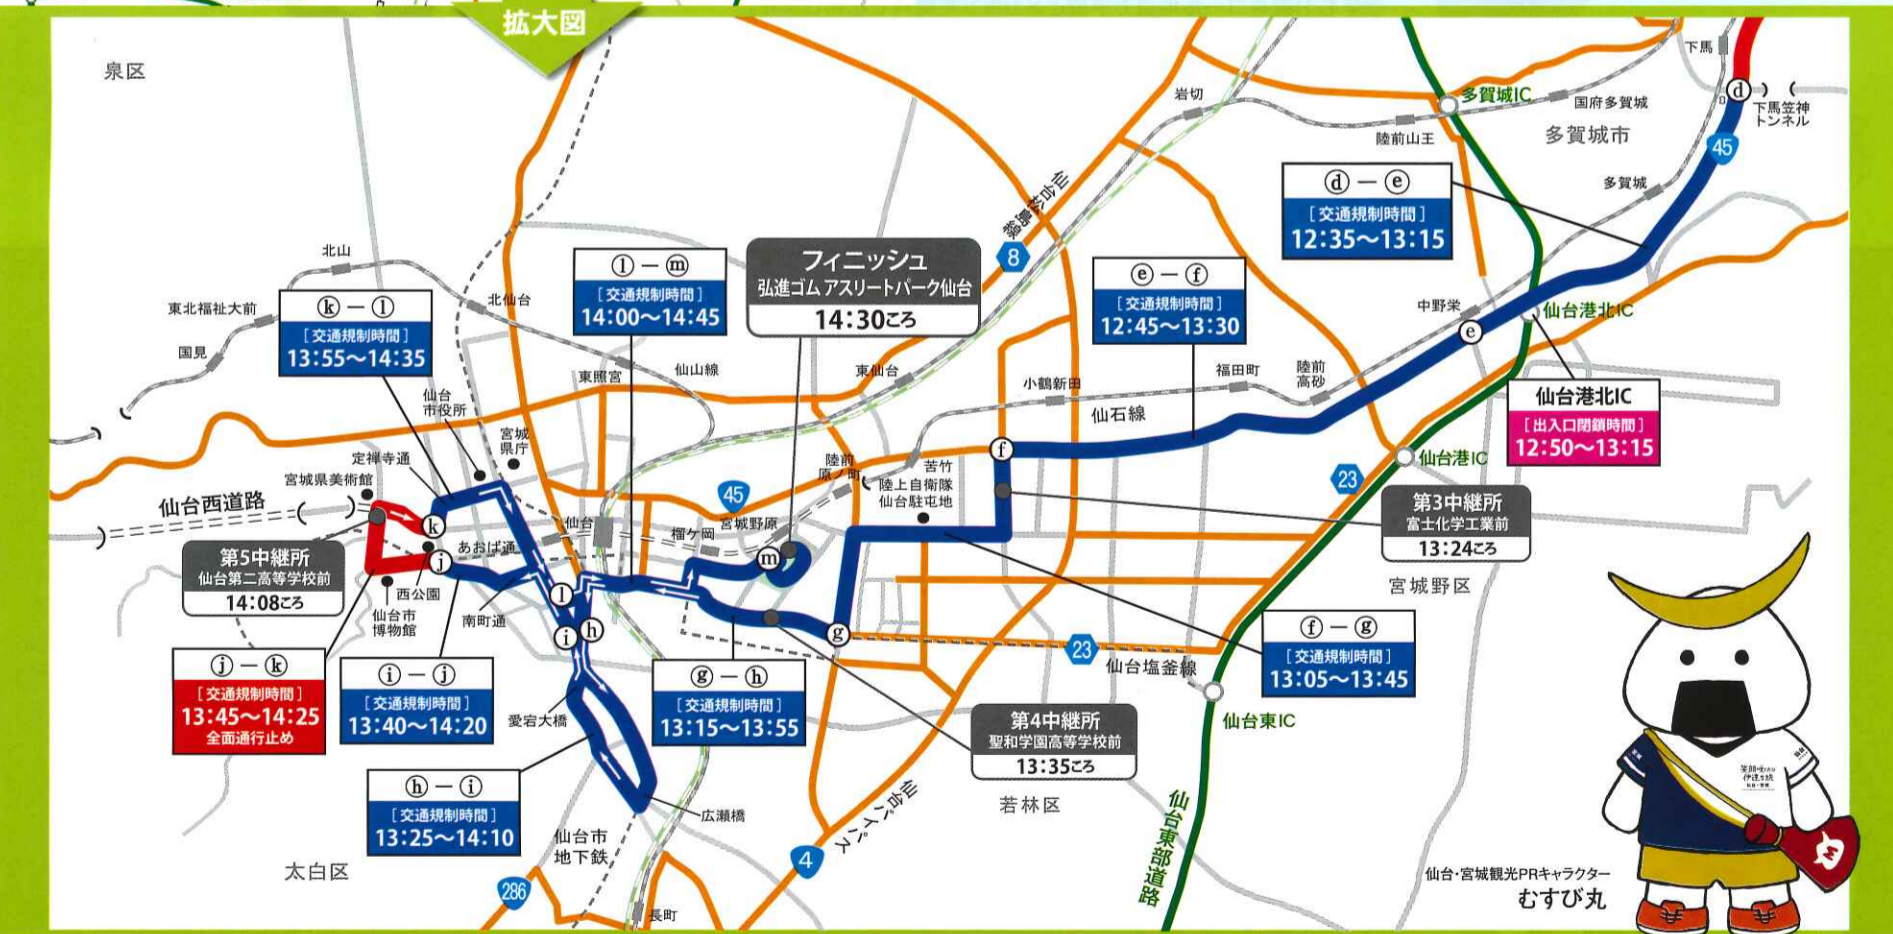 拡大図
泉区
下馬
ⓓ
下馬笠神
トンネル
岩切
多賀城IC
国府多賀城
陸前山王
多賀城市
45
多賀城
ⓓ－ⓔ
[交通規制時間]
12:35～13:15
仙台松島線
8
北山
東北福祉大前
北仙台
国見
ⓚ－ⓛ
[交通規制時間]
13:55～14:35
ⓛ－ⓜ
[交通規制時間]
14:00～14:45
フィニッシュ
弘進ゴム アスリートパーク仙台
14:30ころ
ⓔ－ⓕ
[交通規制時間]
12:45～13:30
中野栄
ⓔ
仙台港北IC
仙台港北IC
[出入口閉鎖時間]
12:50～13:15
東照宮
仙山線
東仙台
小鶴新田
福田町
陸前
高砂
仙石線
仙台
市役所
宮城
県庁
定禅寺通
宮城県美術館
仙台西道路
ⓚ
あおば通
仙台
榴ケ岡
45
宮城野原
陸前
原ノ町
苦竹
陸上自衛隊
仙台駐屯地
ⓕ
仙台港IC
23
第3中継所
富士化学工業前
13:24ころ
宮城野区
第5中継所
仙台第二高等学校前
14:08ころ
ⓙ
西公園
仙台市
博物館
南町通
ⓛ
ⓘ
ⓗ
ⓜ
ⓖ
23
仙台塩釜線
ⓕ－ⓖ
[交通規制時間]
13:05～13:45
ⓙ－ⓚ
[交通規制時間]
13:45～14:25
全面通行止め
ⓘ－ⓙ
[交通規制時間]
13:40～14:20
愛宕大橋
ⓖ－ⓗ
[交通規制時間]
13:15～13:55
第4中継所
聖和学園高等学校前
13:35ころ
仙台東IC
ⓗ－ⓘ
[交通規制時間]
13:25～14:10
広瀬橋
若林区
仙台バイパス
4
仙台東部道路
仙台市
地下鉄
太白区
286
長町
仙台・宮城観光PRキャラクター
むすび丸